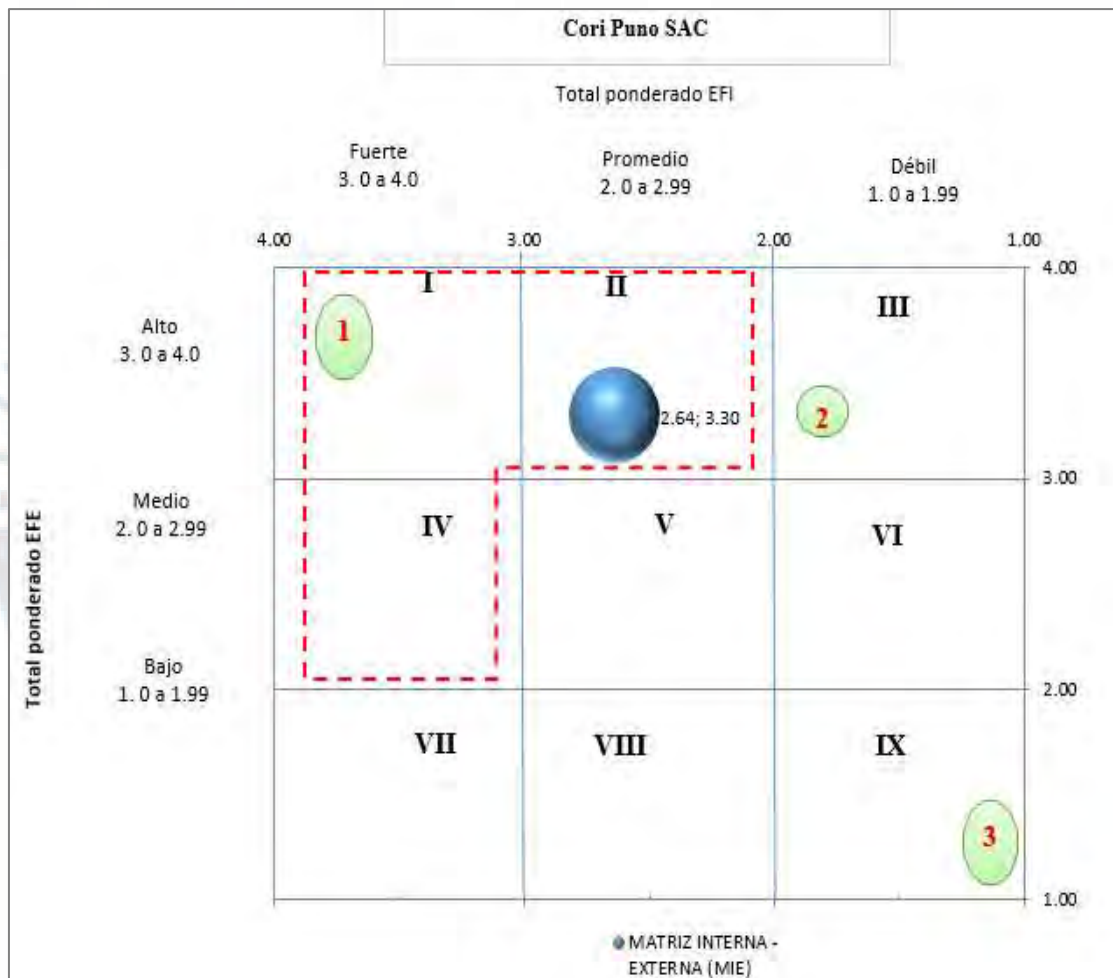 Cori Puno SAC
Total ponderado EFI
Fuerte
3. 0 a 4.0
Promedio
2. 0 a 2.99
Débil
1. 0 a 1.99
4.00
3.00
2.00
1.00
4.00
I
II
III
1
Alto
3. 0 a 4.0
2
2.64; 3.30
3.00
Medio
2. 0 a 2.99
IV
V
VI
Total ponderado EFE
Bajo
1. 0 a 1.99
2.00
VII
VIII
IX
3
1.00
MATRIZ INTERNA -
EXTERNA (MIE)